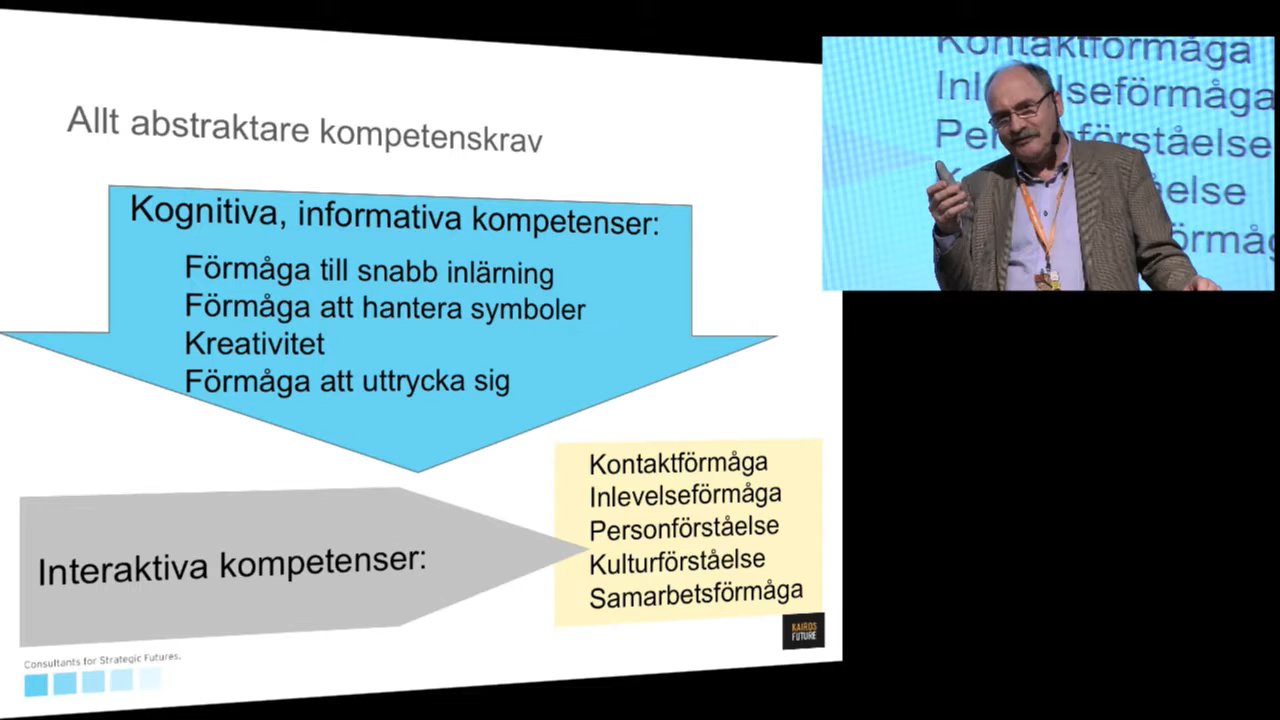 Allt abstraktare kompetenskrav
Kognitiva, informativa kompetenser:
Förmåga till snabb inlärning
Förmåga att hantera symboler
Kreativitet
Förmåga att uttrycka sig
Interaktiva kompetenser:
Kontaktförmåga
Inlevelseförmåga
Personförståelse
Kulturförståelse
Samarbetsförmåga
KAIROS
FUTURE
Consultants for Strategic Futures.
Kontaktförmåga